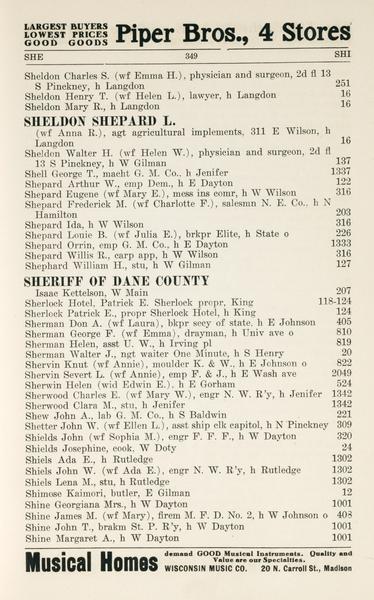 LARGEST BUYERS
LOWEST PRICES
GOOD GOODS
Piper Bros., 4 Stores
SHE 349 SHI
Sheldon Charles S. (wf Emma H.), physician and surgeon, 2d fl 13
S Pinckney, h Langdon 251
Sheldon Henry T. (wf Helen L.), lawyer, h Langdon 16
Sheldon Mary R., h Langdon 16
SHELDON SHEPARD L.
(wf Anna R.), agt agricultural implements, 311 E Wilson, h
Langdon 16
Sheldon Walter H. (wf Helen W.), physician and surgeon, 2d fl
13 S Pinckney, h W Gilman 137
Shell George T., macht G. M. Co., h Jenifer 1337
Shepard Arthur W., emp Dem., h E Dayton 122
Shepard Eugene (wf Mary E.), mess ins comr, h W Wilson 316
Shepard Frederick M. (wf Charlotte F.), salesmn N. E. Co., h N
Hamilton 203
Shepard Ida, h W Wilson 316
Shepard Louie B. (wf Julia E.), brkpr Elite, h State o 226
Shepard Orrin, emp G. M. Co., h E Dayton 1333
Shepard Willis R., carp app, h W Wilson 316
Shephard William H., stu, h W Gilman 127
SHERIFF OF DANE COUNTY
Isaac Kettelson, W Main 207
Sherlock Hotel, Patrick E. Sherlock propr, King 118-124
Sherlock Patrick E., propr Sherlock Hotel, h King 124
Sherman Don A. (wf Laura), bkpr secy of state, h E Johnson 405
Sherman George F. (wf Emma), drayman, h Univ ave o 810
Sherman Helen, asst U. W., h Irving pl 819
Sherman Walter J., ngt waiter One Minute, h S Henry 20
Shervin Knut (wf Annie), moulder K. & W., h E Johnson o 822
Shervin Severt L. (wf Annie), emp F. & J., h E Wash ave 2049
Sherwin Helen (wid Edwin E.), h E Gorham 524
Sherwood Charles E. (wf Mary W.), engr N. W. R'y, h Jenifer 1342
Sherwood Clara M., stu, h Jenifer 1342
Shew John A., lab G. M. Co., h S Baldwin 221
Shetter John W. (wf Ellen L.), asst ship elk capitol, h N Pinckney 309
Shields John (wf Sophia M.), engr F. F. F., h W Dayton 320
Shields Josephine, cook, W Doty 24
Shiels Ada E., h Rutledge 1302
Shiels John W. (wf Ada E.), engr N. W. R'y, h Rutledge 1302
Shiels Lena M., stu, h Rutledge 1302
Shimose Kaimori, butler, E Gilman 12
Shine Georgiana Mrs., h W Dayton 1001
Shine James M. (wf Mary), firem M. F. D. No. 2, h W Johnson o 408
Shine John T., brakm St. P. R'y, h W Dayton 1001
Shine Margaret A., h W Dayton 1001
Musical Homes
demand GOOD Musical Instruments. Quality and
Value are our Specialties.
WISCONSIN MUSIC CO. 20 N. Carroll St., Madison